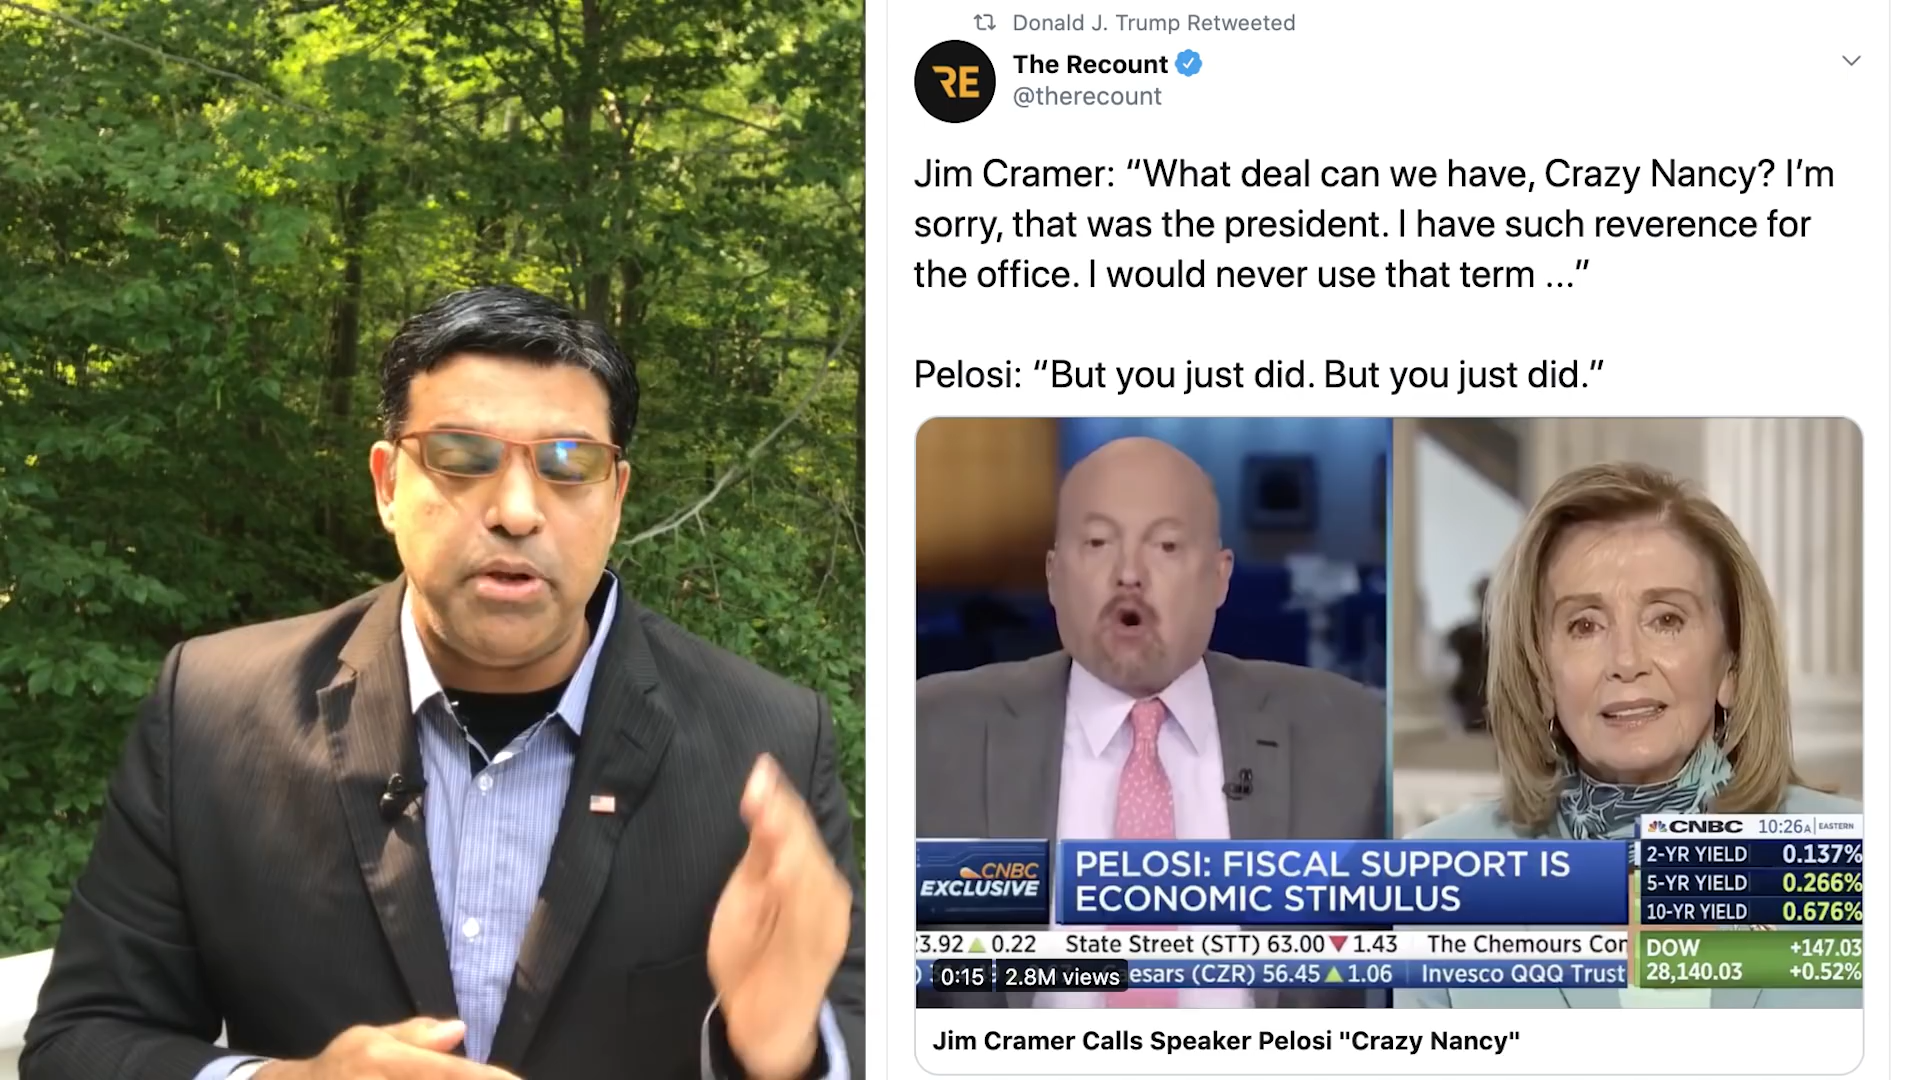 Donald J. Trump Retweeted
RE
The Recount
@therecount
Jim Cramer: “What deal can we have, Crazy Nancy? I’m
sorry, that was the president. I have such reverence for
the office. I would never use that term ...”
Pelosi: “But you just did. But you just did.”
CNBC 10:26A EASTERN
2-YR YIELD 0.137%
5-YR YIELD 0.266%
10-YR YIELD 0.676%
CNBC
EXCLUSIVE
PELOSI: FISCAL SUPPORT IS
ECONOMIC STIMULUS
3.92 0.22 State Street (STT) 63.00 1.43 The Chemours Com
esars (CZR) 56.45 1.06 Invesco QQQ Trust
DOW +147.03
28,140.03 +0.52%
0:15 2.8M views
Jim Cramer Calls Speaker Pelosi "Crazy Nancy"